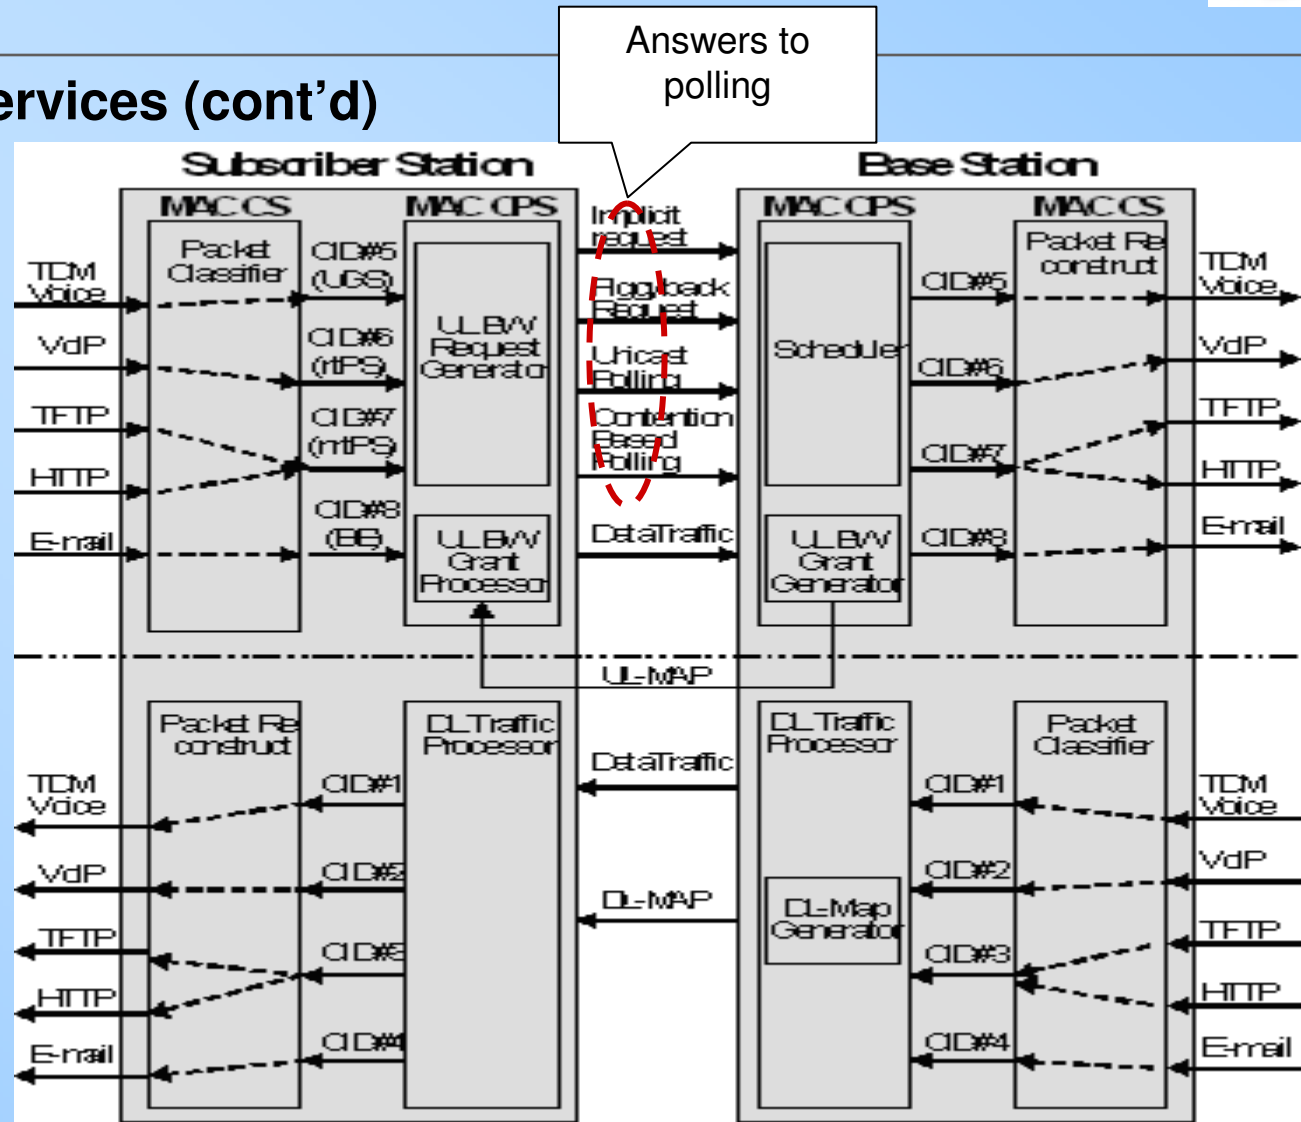 Answers to
polling
ervices (cont'd)
Subscriber Station
Base Station
MAC CS
MAC CPS
MAC CPS
MAC CS
Packet
Classifier
CID#5
(UGS)
CID#6
(rtPS)
CID#7
(nrtPS)
CID#8
(BE)
TDM
Voice
VoIP
TFTP
HTTP
E-mail
UL BW
Request
Generator
UL BW
Grant
Processor
Implicit
request
Piggyback
Request
Unicast
Polling
Contention
Based
Polling
Data Traffic
Scheduler
UL BW
Grant
Generator
CID#5
CID#6
CID#7
CID#8
Packet Re
construct
TDM
Voice
VoIP
TFTP
HTTP
E-mail
UL-MAP
Packet Re
construct
DL Traffic
Processor
TDM
Voice
VoIP
TFTP
HTTP
E-mail
CID#1
CID#2
CID#3
CID#4
Data Traffic
DL-MAP
DL Traffic
Processor
DL-Map
Generator
CID#1
CID#2
CID#3
CID#4
Packet
Classifier
TDM
Voice
VoIP
TFTP
HTTP
E-mail